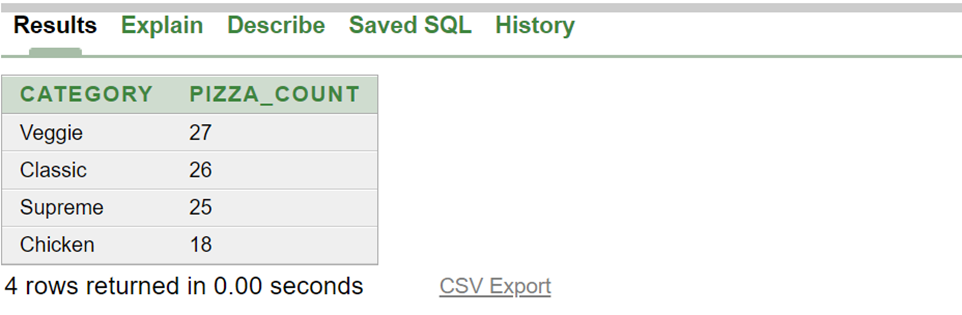 Results Explain Describe Saved SQL History
CATEGORY PIZZA_COUNT
Veggie 27
Classic 26
Supreme 25
Chicken 18
4 rows returned in 0.00 seconds CSV Export